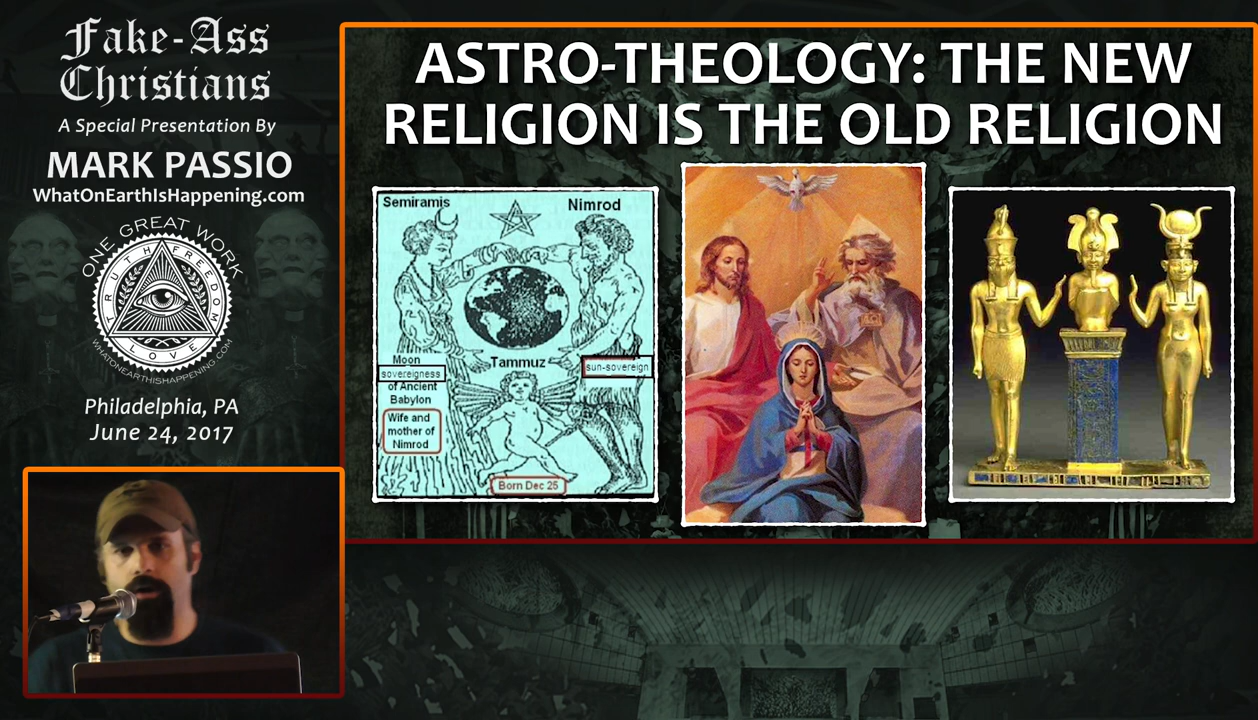 Fake-Ass
Christians
A Special Presentation By
MARK PASSIO
WhatOnEarthIsHappening.com
ONE GREAT WORK
TRUTH FREEDOM
LOVE
WHATONEARTHISHAPPENING.COM
Philadelphia, PA
June 24, 2017
ASTRO-THEOLOGY: THE NEW
RELIGION IS THE OLD RELIGION
Semiramis
Nimrod
Tammuz
Moon
sovereigness
of Ancient
Babylon
sun-sovereign
Wife and
mother of
Nimrod
Born Dec 25